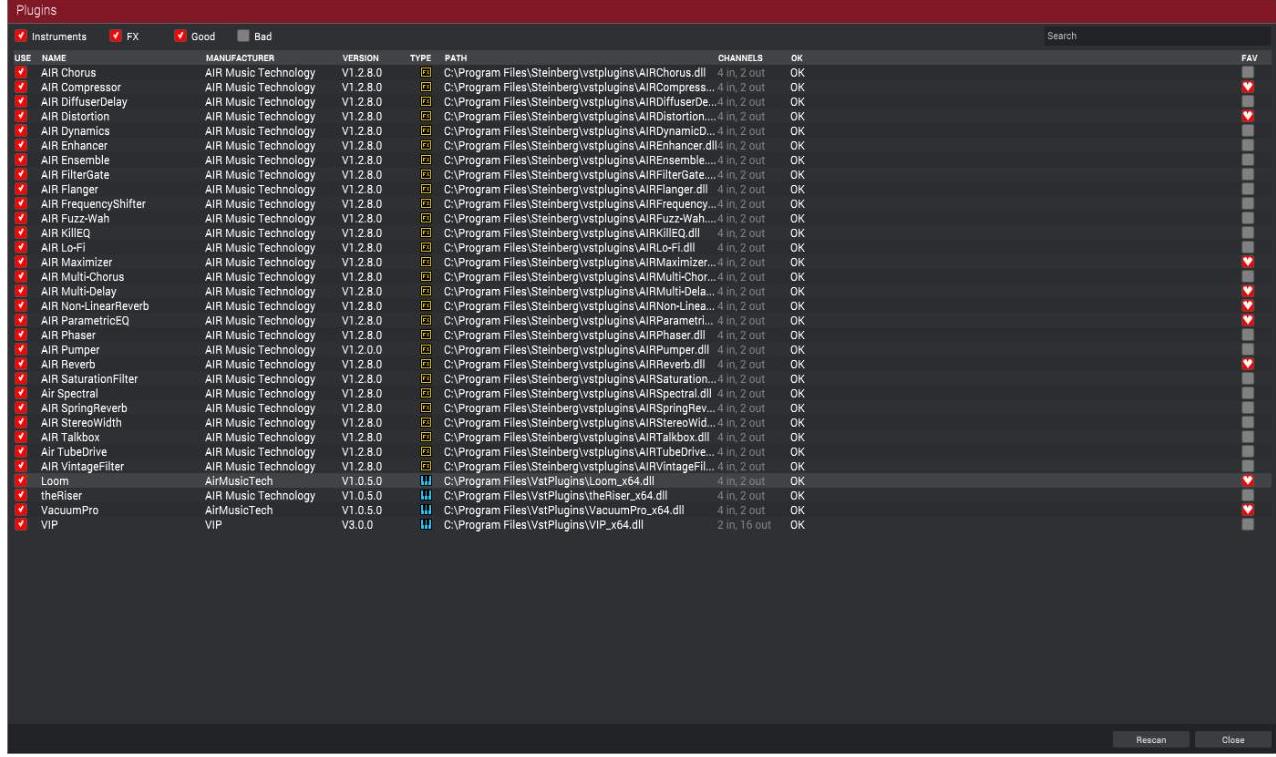 Plugins
Instruments FX Good Bad Search
USE NAME MANUFACTURER VERSION TYPE PATH CHANNELS OK FAV
AIR Chorus AIR Music Technology V1.2.8.0 FX C:\Program Files\Steinberg\vstplugins\AIRChorus.dll 4 in, 2 out OK
AIR Compressor AIR Music Technology V1.2.8.0 FX C:\Program Files\Steinberg\vstplugins\AIRCompress... 4 in, 2 out OK
AIR DiffuserDelay AIR Music Technology V1.2.8.0 FX C:\Program Files\Steinberg\vstplugins\AIRDiffuserDe... 4 in, 2 out OK
AIR Distortion AIR Music Technology V1.2.8.0 FX C:\Program Files\Steinberg\vstplugins\AIRDistortion.... 4 in, 2 out OK
AIR Dynamics AIR Music Technology V1.2.8.0 FX C:\Program Files\Steinberg\vstplugins\AIRDynamicD... 4 in, 2 out OK
AIR Enhancer AIR Music Technology V1.2.8.0 FX C:\Program Files\Steinberg\vstplugins\AIREnhancer.dll 4 in, 2 out OK
AIR Ensemble AIR Music Technology V1.2.8.0 FX C:\Program Files\Steinberg\vstplugins\AIREnsemble.... 4 in, 2 out OK
AIR FilterGate AIR Music Technology V1.2.8.0 FX C:\Program Files\Steinberg\vstplugins\AIRFilterGate.... 4 in, 2 out OK
AIR Flanger AIR Music Technology V1.2.8.0 FX C:\Program Files\Steinberg\vstplugins\AIRFlanger.dll 4 in, 2 out OK
AIR FrequencyShifter AIR Music Technology V1.2.8.0 FX C:\Program Files\Steinberg\vstplugins\AIRFrequency... 4 in, 2 out OK
AIR Fuzz-Wah AIR Music Technology V1.2.8.0 FX C:\Program Files\Steinberg\vstplugins\AIRFuzz-Wah.... 4 in, 2 out OK
AIR KillEQ AIR Music Technology V1.2.8.0 FX C:\Program Files\Steinberg\vstplugins\AIRKillEQ.dll 4 in, 2 out OK
AIR Lo-Fi AIR Music Technology V1.2.8.0 FX C:\Program Files\Steinberg\vstplugins\AIRLo-Fi.dll 4 in, 2 out OK
AIR Maximizer AIR Music Technology V1.2.8.0 FX C:\Program Files\Steinberg\vstplugins\AIRMaximizer... 4 in, 2 out OK
AIR Multi-Chorus AIR Music Technology V1.2.8.0 FX C:\Program Files\Steinberg\vstplugins\AIRMulti-Chor... 4 in, 2 out OK
AIR Multi-Delay AIR Music Technology V1.2.8.0 FX C:\Program Files\Steinberg\vstplugins\AIRMulti-Dela... 4 in, 2 out OK
AIR Non-LinearReverb AIR Music Technology V1.2.8.0 FX C:\Program Files\Steinberg\vstplugins\AIRNon-Linea... 4 in, 2 out OK
AIR ParametricEQ AIR Music Technology V1.2.8.0 FX C:\Program Files\Steinberg\vstplugins\AIRParametri... 4 in, 2 out OK
AIR Phaser AIR Music Technology V1.2.8.0 FX C:\Program Files\Steinberg\vstplugins\AIRPhaser.dll 4 in, 2 out OK
AIR Pumper AIR Music Technology V1.2.0.0 FX C:\Program Files\Steinberg\vstplugins\AIRPumper.dll 4 in, 2 out OK
AIR Reverb AIR Music Technology V1.2.8.0 FX C:\Program Files\Steinberg\vstplugins\AIRReverb.dll 4 in, 2 out OK
AIR SaturationFilter AIR Music Technology V1.2.8.0 FX C:\Program Files\Steinberg\vstplugins\AIRSaturation... 4 in, 2 out OK
Air Spectral AIR Music Technology V1.2.8.0 FX C:\Program Files\Steinberg\vstplugins\AIRSpectral.dll 4 in, 2 out OK
AIR SpringReverb AIR Music Technology V1.2.8.0 FX C:\Program Files\Steinberg\vstplugins\AIRSpringRev... 4 in, 2 out OK
AIR StereoWidth AIR Music Technology V1.2.8.0 FX C:\Program Files\Steinberg\vstplugins\AIRStereoWid... 4 in, 2 out OK
AIR Talkbox AIR Music Technology V1.2.8.0 FX C:\Program Files\Steinberg\vstplugins\AIRTalkbox.dll 4 in, 2 out OK
Air TubeDrive AIR Music Technology V1.2.8.0 FX C:\Program Files\Steinberg\vstplugins\AIRTubeDrive... 4 in, 2 out OK
AIR VintageFilter AIR Music Technology V1.2.8.0 FX C:\Program Files\Steinberg\vstplugins\AIRVintageFil... 4 in, 2 out OK
Loom AirMusicTech V1.0.5.0 C:\Program Files\VstPlugins\Loom_x64.dll 4 in, 2 out OK
theRiser AIR Music Technology V1.0.5.0 C:\Program Files\VstPlugins\theRiser_x64.dll 4 in, 2 out OK
VacuumPro AirMusicTech V1.0.5.0 C:\Program Files\VstPlugins\VacuumPro_x64.dll 4 in, 2 out OK
VIP VIP V3.0.0 C:\Program Files\VstPlugins\VIP_x64.dll 2 in, 16 out OK
Rescan Close